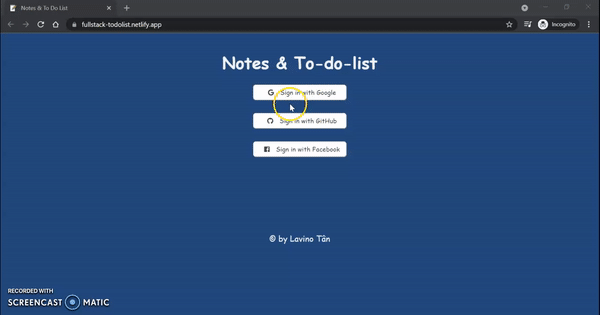 Notes & To Do List
fullstack-todolist.netlify.app
Incognito
Notes & To-do-list
Sign in with Google
Sign in with GitHub
Sign in with Facebook
© by Lavino Tân
RECORDED WITH
SCREENCAST MATIC